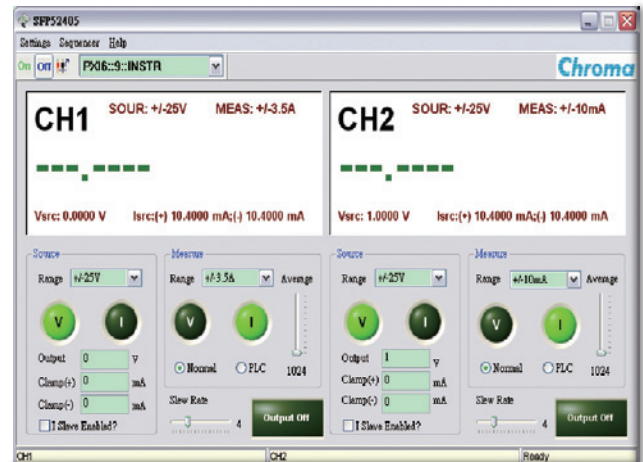 SFP52405
Settings Sequencer Help
On Off PXI6::9::INSTR
Chroma
CH1 SOUR: +/-25V MEAS: +/-3.5A
---.----
Vsrc: 0.0000 V Isrc:(+) 10.4000 mA;(-) 10.4000 mA
CH2 SOUR: +/-25V MEAS: +/-10mA
---.----
Vsrc: 1.0000 V Isrc:(+) 10.4000 mA;(-) 10.4000 mA
Source
Range +/-25V
V I
Output 0 V
Clamp(+) 0 mA
Clamp(-) 0 mA
I Slave Enabled?
Measure
Range +/-3.5A Average
V I
Normal PLC 1024
Slew Rate
4 Output Off
Source
Range +/-25V
V I
Output 1 V
Clamp(+) 0 mA
Clamp(-) 0 mA
I Slave Enabled?
Measure
Range +/-10mA Average
V I
Normal PLC 1024
Slew Rate
4 Output Off
CH1 CH2 Ready